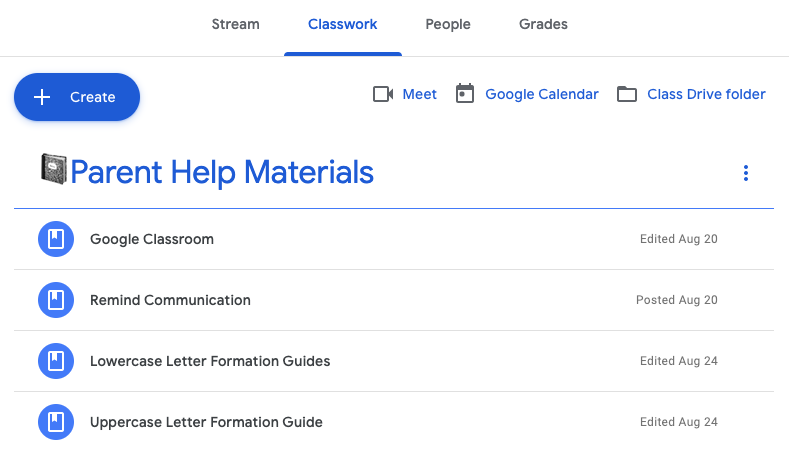 Stream Classwork People Grades
Create Meet Google Calendar Class Drive folder
Parent Help Materials
Google Classroom Edited Aug 20
Remind Communication Posted Aug 20
Lowercase Letter Formation Guides Edited Aug 24
Uppercase Letter Formation Guide Edited Aug 24